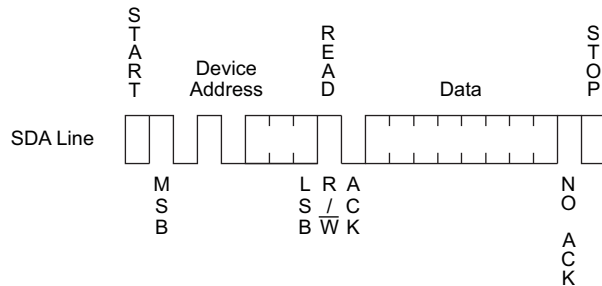 START
Device
Address
READ
Data
STOP
SDA Line
MSB
LSB
R/W
ACK
NO ACK